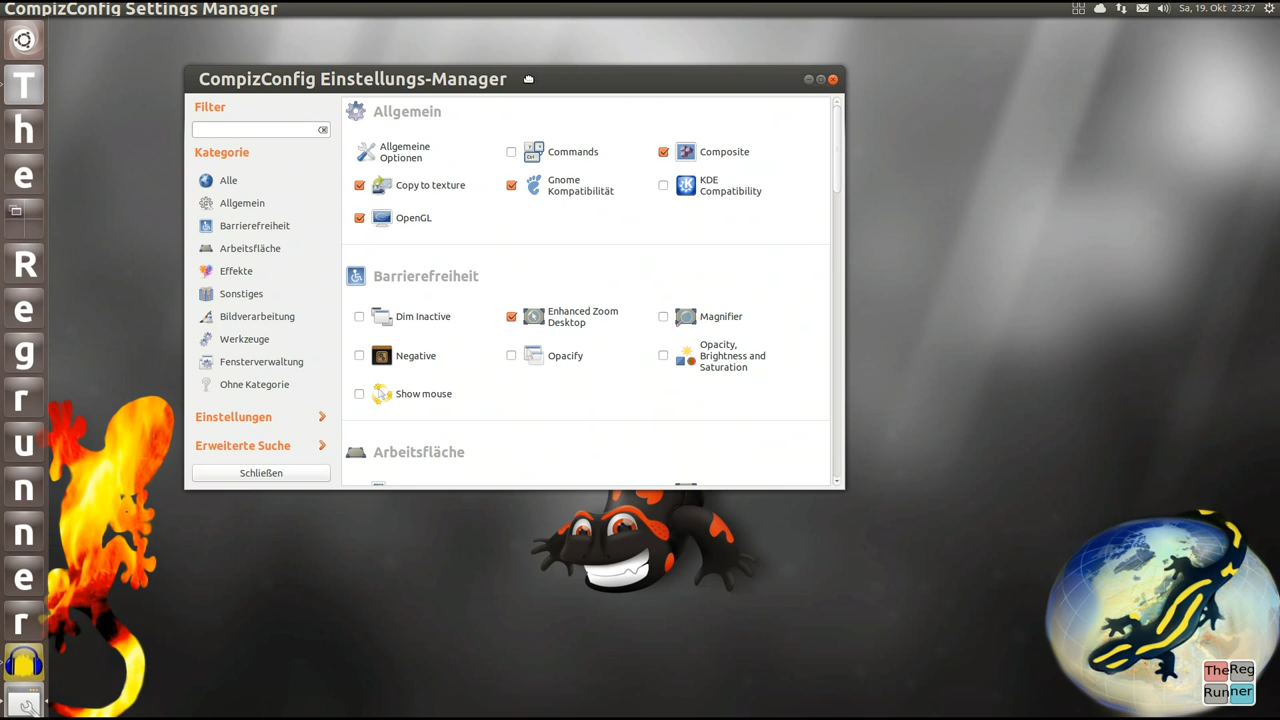 CompizConfig Settings Manager
Sa, 19. Okt 23:27
T
h
e
R
e
g
r
u
n
n
e
r
CompizConfig Einstellungs-Manager
Filter
Kategorie
Alle
Allgemein
Barrierefreiheit
Arbeitsfläche
Effekte
Sonstiges
Bildverarbeitung
Werkzeuge
Fensterverwaltung
Ohne Kategorie
Einstellungen
Erweiterte Suche
Schließen
Allgemein
Allgemeine
Optionen
Commands
Composite
Copy to texture
Gnome
Kompatibilität
KDE
Compatibility
OpenGL
Barrierefreiheit
Dim Inactive
Enhanced Zoom
Desktop
Magnifier
Negative
Opacify
Opacity,
Brightness and
Saturation
Show mouse
Arbeitsfläche
TheReg
Runner